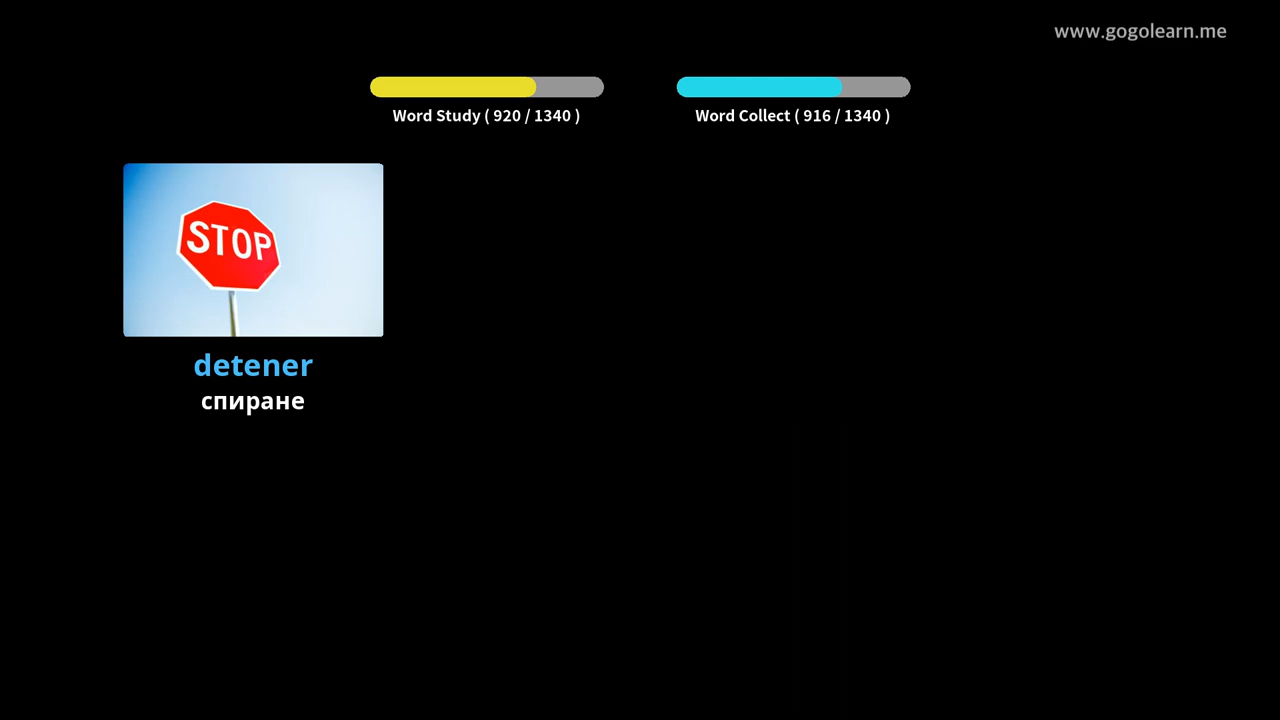 www.gogolearn.me
Word Study ( 920 / 1340 )
Word Collect ( 916 / 1340 )
STOP
detener
спиране